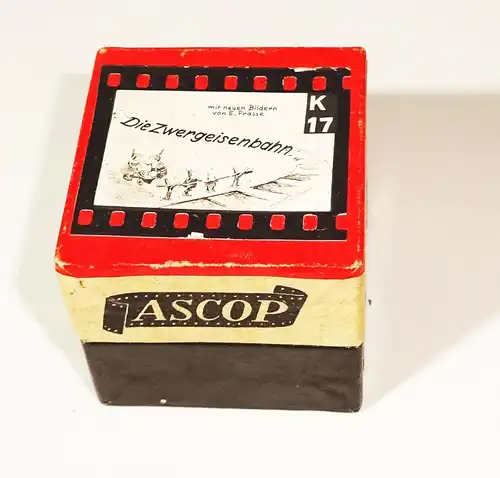 mit neuen Bildern
von E. Prasse
K
17
Die Zwergeisenbahn
ASCOP